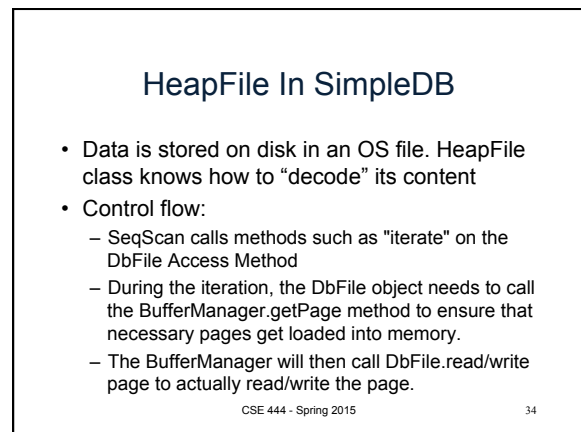 HeapFile In SimpleDB
• Data is stored on disk in an OS file. HeapFile
class knows how to “decode” its content
• Control flow:
– SeqScan calls methods such as "iterate" on the
DbFile Access Method
– During the iteration, the DbFile object needs to call
the BufferManager.getPage method to ensure that
necessary pages get loaded into memory.
– The BufferManager will then call DbFile.read/write
page to actually read/write the page.
CSE 444 - Spring 2015 34